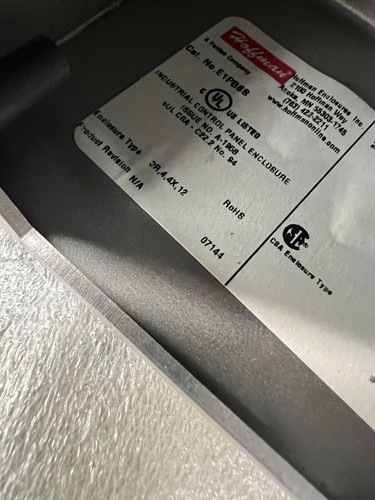 Hoffman
A Pentair Company
Hoffman Enclosures Inc.
2100 Hoffman Way
Anoka, MN 55303-1745
(763) 422-2211
www.hoffmanonline.com
Cat. No. E1PBSS
c UL US LISTED
INDUSTRIAL CONTROL PANEL ENCLOSURE
ISSUE NO. A-1968
cUL CSA - C22.2 No. 94
Enclosure Type 3R,4,4X,12
Product Revision N/A
RoHS
07144
CSA Enclosure Type